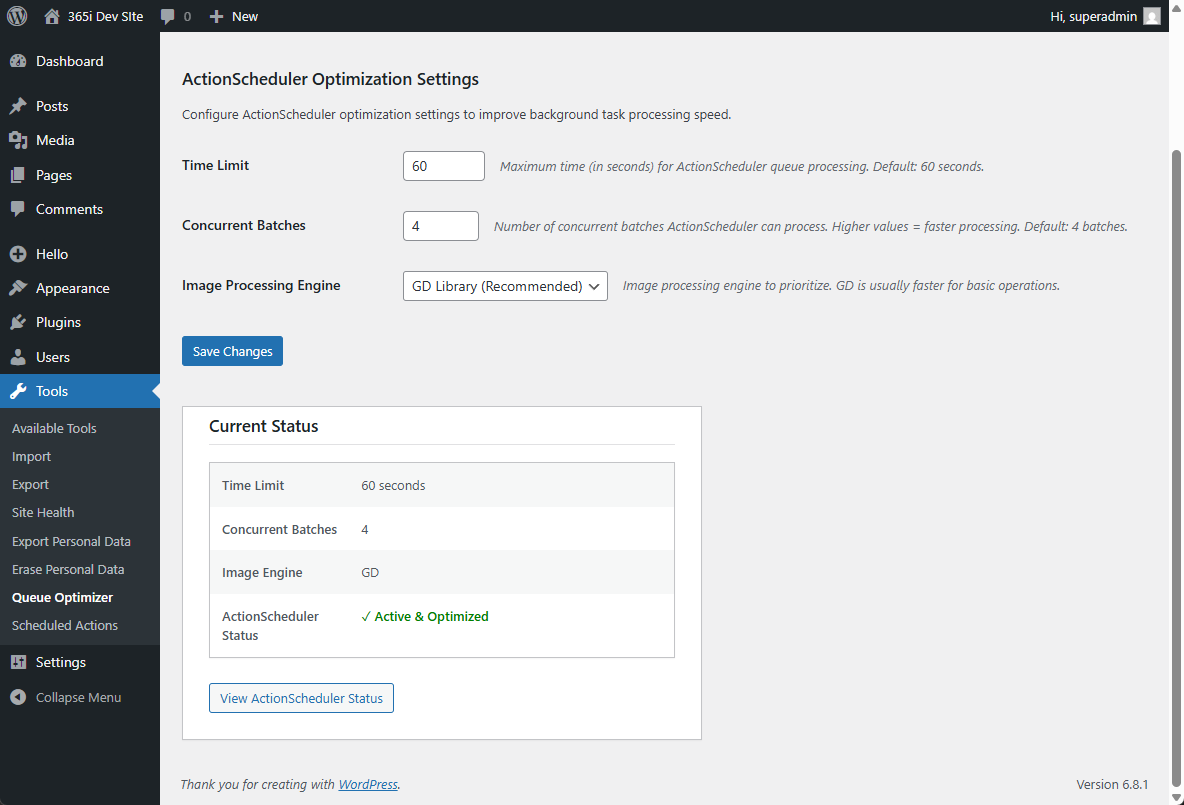 365i Dev SIte 0 New Hi, superadmin
Dashboard
Posts
Media
Pages
Comments
Hello
Appearance
Plugins
Users
Tools
Available Tools
Import
Export
Site Health
Export Personal Data
Erase Personal Data
Queue Optimizer
Scheduled Actions
Settings
Collapse Menu
ActionScheduler Optimization Settings
Configure ActionScheduler optimization settings to improve background task processing speed.
Time Limit 60 Maximum time (in seconds) for ActionScheduler queue processing. Default: 60 seconds.
Concurrent Batches 4 Number of concurrent batches ActionScheduler can process. Higher values = faster processing. Default: 4 batches.
Image Processing Engine GD Library (Recommended) Image processing engine to prioritize. GD is usually faster for basic operations.
Save Changes
Current Status
Time Limit 60 seconds
Concurrent Batches 4
Image Engine GD
ActionScheduler ✓ Active & Optimized
Status
View ActionScheduler Status
Thank you for creating with WordPress. Version 6.8.1